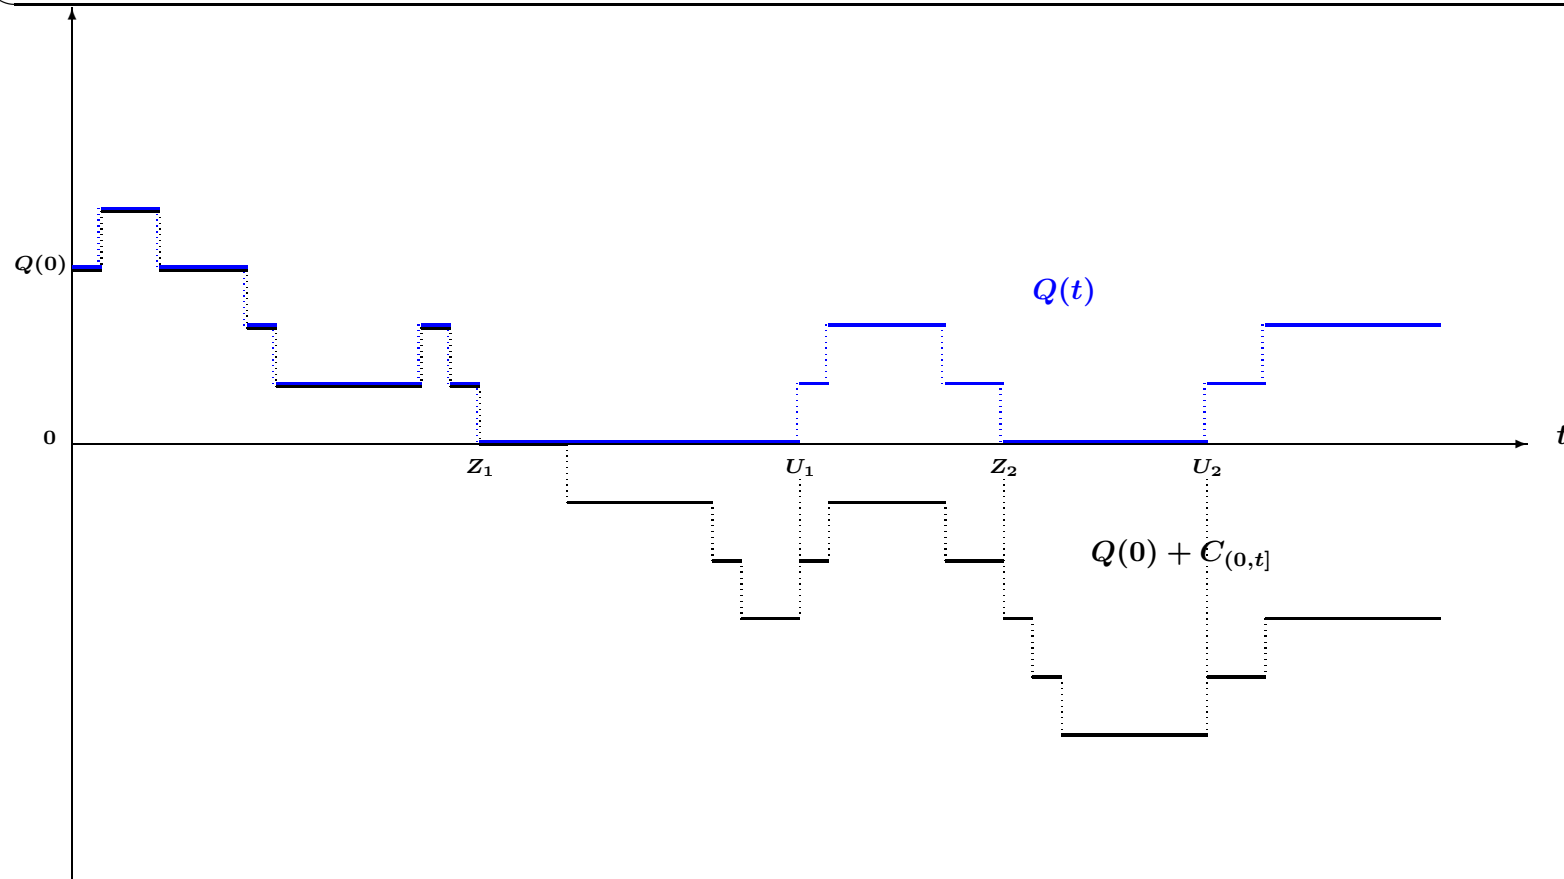 Q(t)
Q(0)
0
t
Z₁ U₁ Z₂ U₂
Q(0) + C₍₀,ₜ]